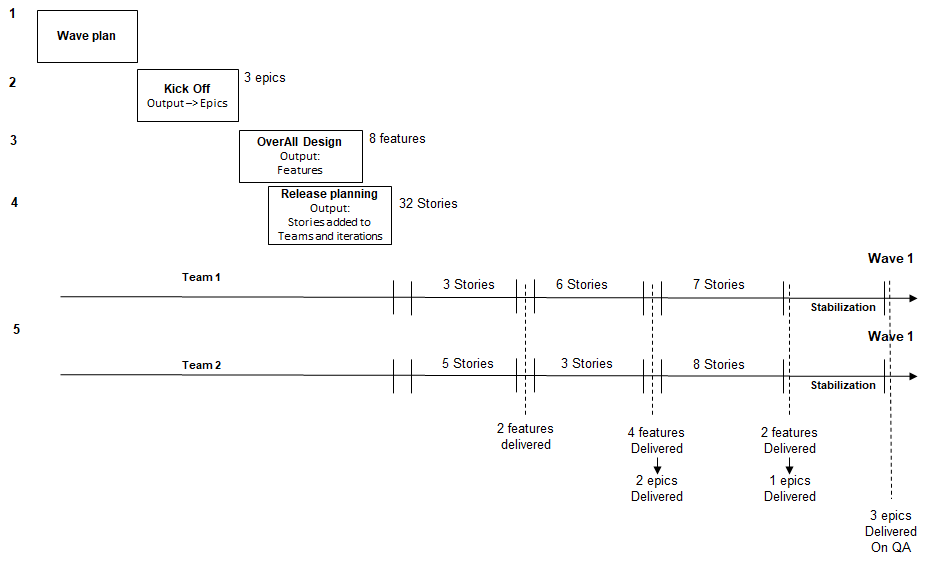 1
Wave plan
2
Kick Off
Output –> Epics
3 epics
3
OverAll Design
Output:
Features
8 features
4
Release planning
Output:
Stories added to
Teams and iterations
32 Stories
Wave 1
Team 1
3 Stories
6 Stories
7 Stories
Stabilization
5
Wave 1
Team 2
5 Stories
3 Stories
8 Stories
Stabilization
2 features
delivered
4 features
Delivered
2 epics
Delivered
2 features
Delivered
1 epics
Delivered
3 epics
Delivered
On QA